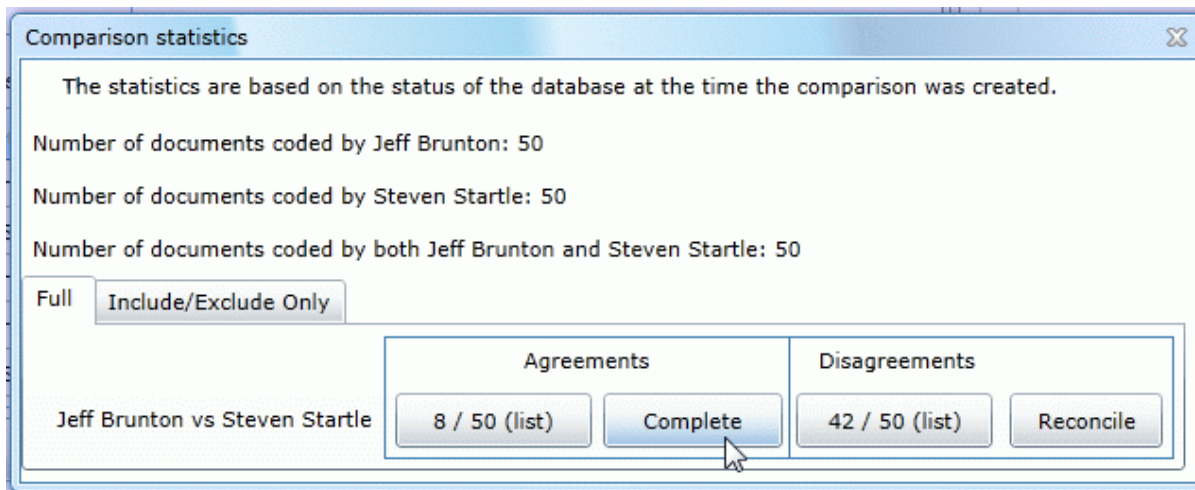 Comparison statistics
The statistics are based on the status of the database at the time the comparison was created.
Number of documents coded by Jeff Brunton: 50
Number of documents coded by Steven Startle: 50
Number of documents coded by both Jeff Brunton and Steven Startle: 50
Full Include/Exclude Only
Agreements Disagreements
Jeff Brunton vs Steven Startle 8 / 50 (list) Complete 42 / 50 (list) Reconcile